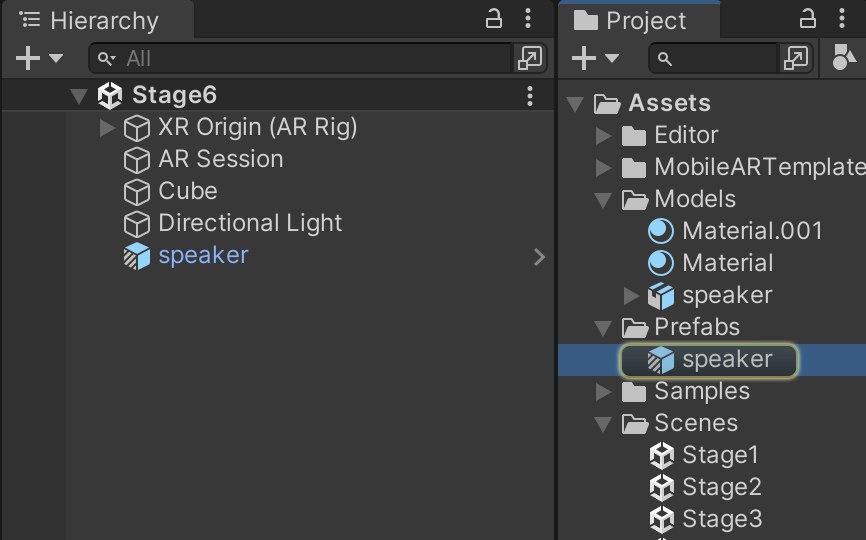 Hierarchy
All
Stage6
XR Origin (AR Rig)
AR Session
Cube
Directional Light
speaker
Project
Assets
Editor
MobileARTemplate
Models
Material.001
Material
speaker
Prefabs
speaker
Samples
Scenes
Stage1
Stage2
Stage3